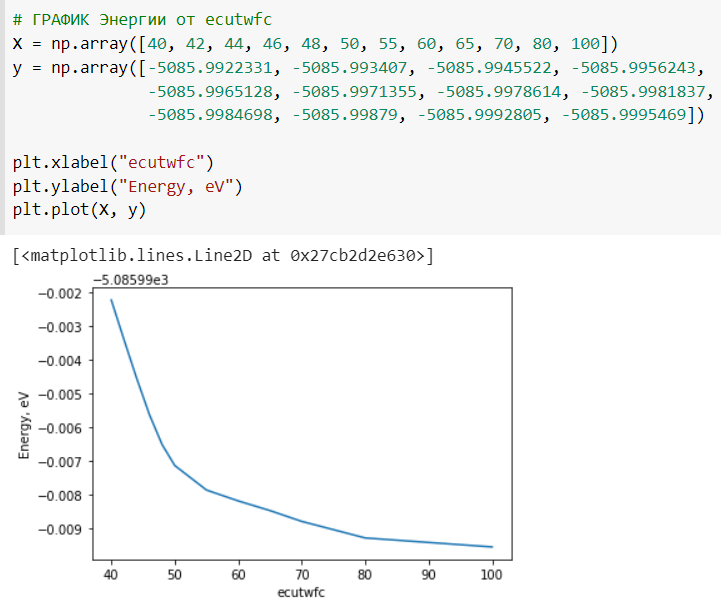 # ГРАФИК Энергии от ecutwfc
X = np.array([40, 42, 44, 46, 48, 50, 55, 60, 65, 70, 80, 100])
y = np.array([-5085.9922331, -5085.993407, -5085.9945522, -5085.9956243,
-5085.9965128, -5085.9971355, -5085.9978614, -5085.9981837,
-5085.9984698, -5085.99879, -5085.9992805, -5085.9995469])
plt.xlabel("ecutwfc")
plt.ylabel("Energy, eV")
plt.plot(X, y)
[<matplotlib.lines.Line2D at 0x27cb2d2e630>]
−5.08599e3
−0.002
−0.003
−0.004
−0.005
−0.006
−0.007
−0.008
−0.009
Energy, eV
40 50 60 70 80 90 100
ecutwfc